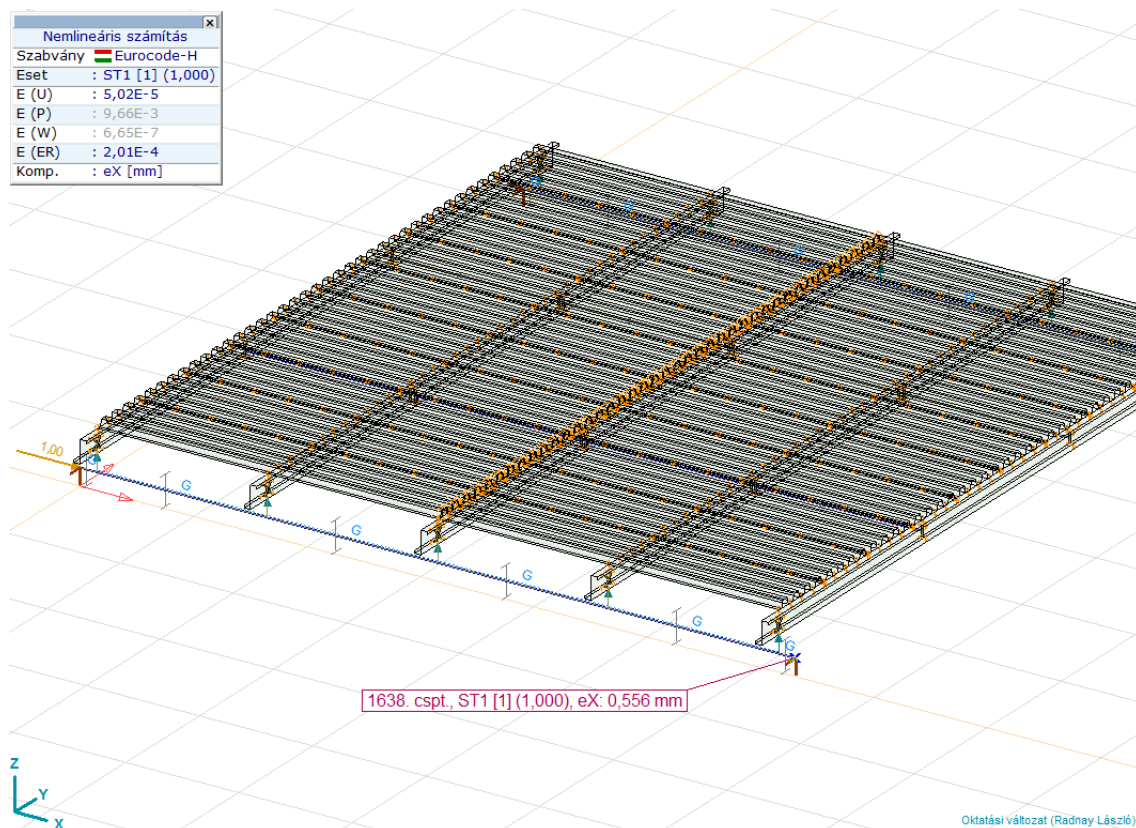 Nemlineáris számítás
Szabvány Eurocode-H
Eset : ST1 [1] (1,000)
E (U) : 5,02E-5
E (P) : 9,66E-3
E (W) : 6,65E-7
E (ER) : 2,01E-4
Komp. : eX [mm]
G
G
G
G
1,00
G
G
G
G
G
G
1638. cspt., ST1 [1] (1,000), eX: 0,556 mm
Z
Y
X
Oktatási változat (Radnay László)